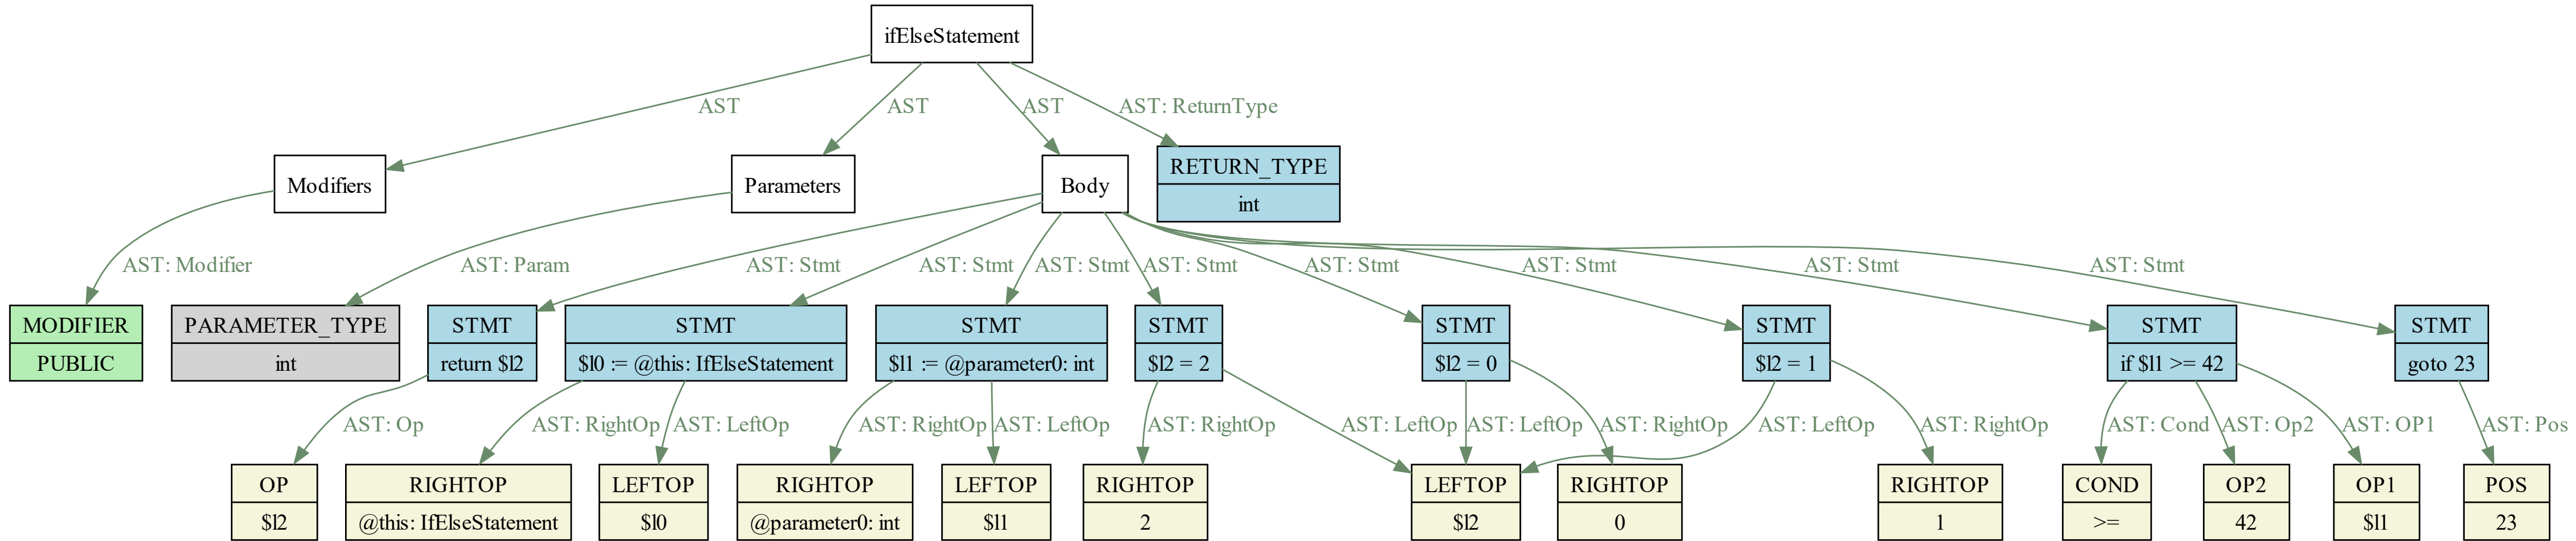 ifElseStatement
AST
AST
AST
AST: ReturnType
Modifiers
Parameters
Body
RETURN_TYPE
int
AST: Modifier
AST: Param
AST: Stmt
AST: Stmt
AST: Stmt
AST: Stmt
AST: Stmt
AST: Stmt
AST: Stmt
AST: Stmt
MODIFIER
PUBLIC
PARAMETER_TYPE
int
STMT
return $l2
STMT
$l0 := @this: IfElseStatement
STMT
$l1 := @parameter0: int
STMT
$l2 = 2
STMT
$l2 = 0
STMT
$l2 = 1
STMT
if $l1 >= 42
STMT
goto 23
AST: Op
AST: RightOp
AST: LeftOp
AST: RightOp
AST: LeftOp
AST: RightOp
AST: LeftOp
AST: LeftOp
AST: RightOp
AST: LeftOp
AST: RightOp
AST: Cond
AST: Op2
AST: OP1
AST: Pos
OP
$l2
RIGHTOP
@this: IfElseStatement
LEFTOP
$l0
RIGHTOP
@parameter0: int
LEFTOP
$l1
RIGHTOP
2
LEFTOP
$l2
RIGHTOP
0
RIGHTOP
1
COND
>=
OP2
42
OP1
$l1
POS
23